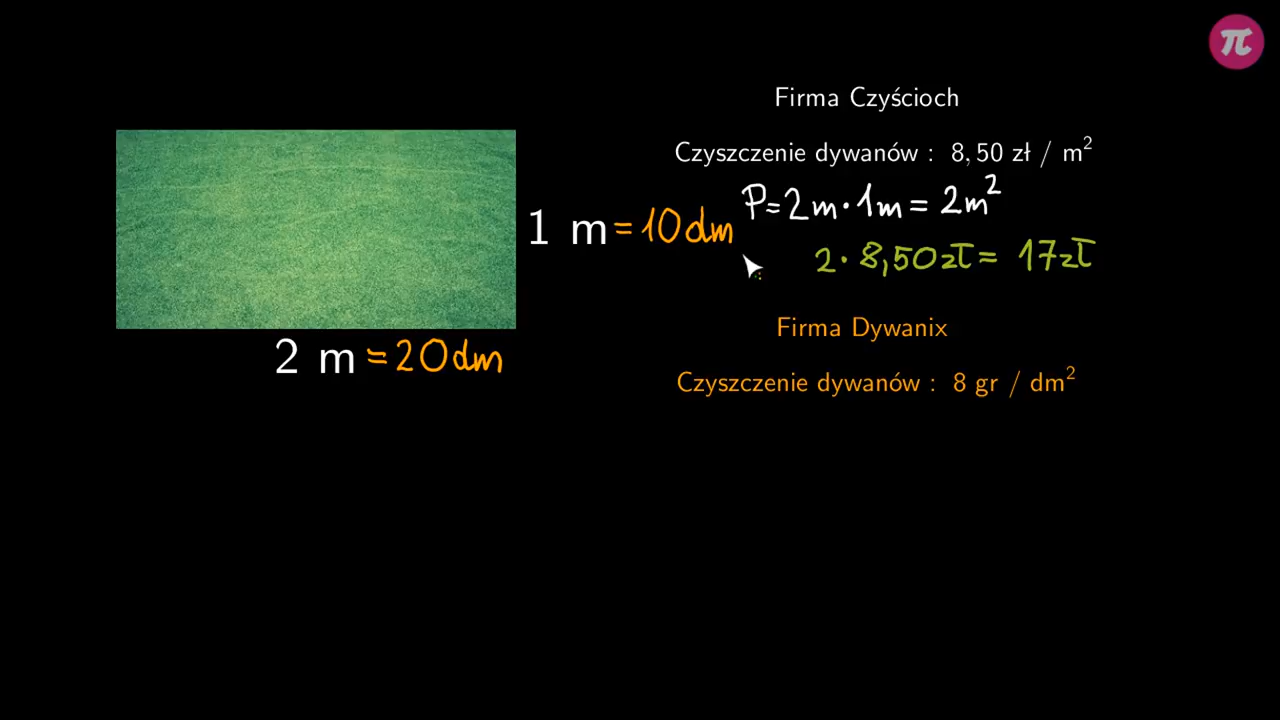 π
Firma Czyścioch
Czyszczenie dywanów : 8,50 zł / m²
P=2m·1m=2m²
1 m=10dm
2·8,50zł=17zł
Firma Dywanix
2 m=20dm
Czyszczenie dywanów : 8 gr / dm²